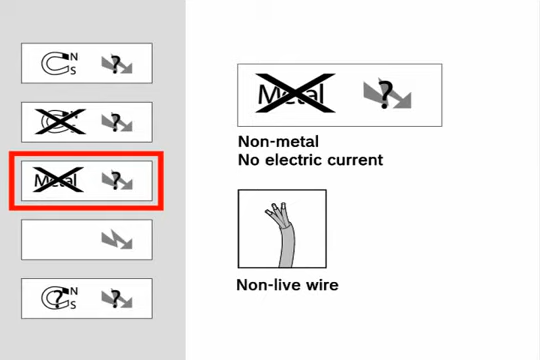 N
S
?
N
S
?
Metal
?
N
? S
?
Metal
?
Non-metal
No electric current
Non-live wire